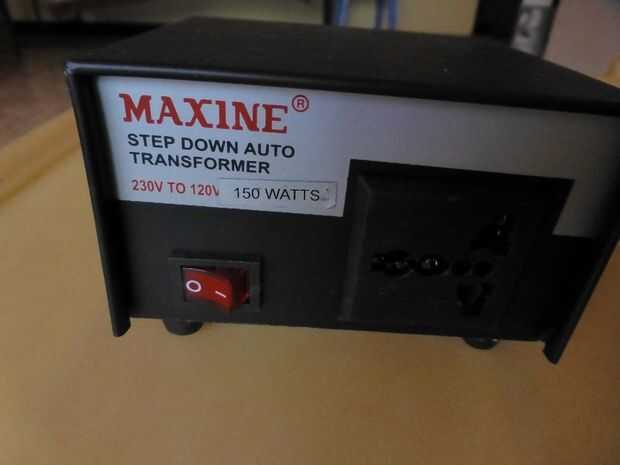 MAXINE®
STEP DOWN AUTO
TRANSFORMER
230V TO 120V 150 WATTS
O I